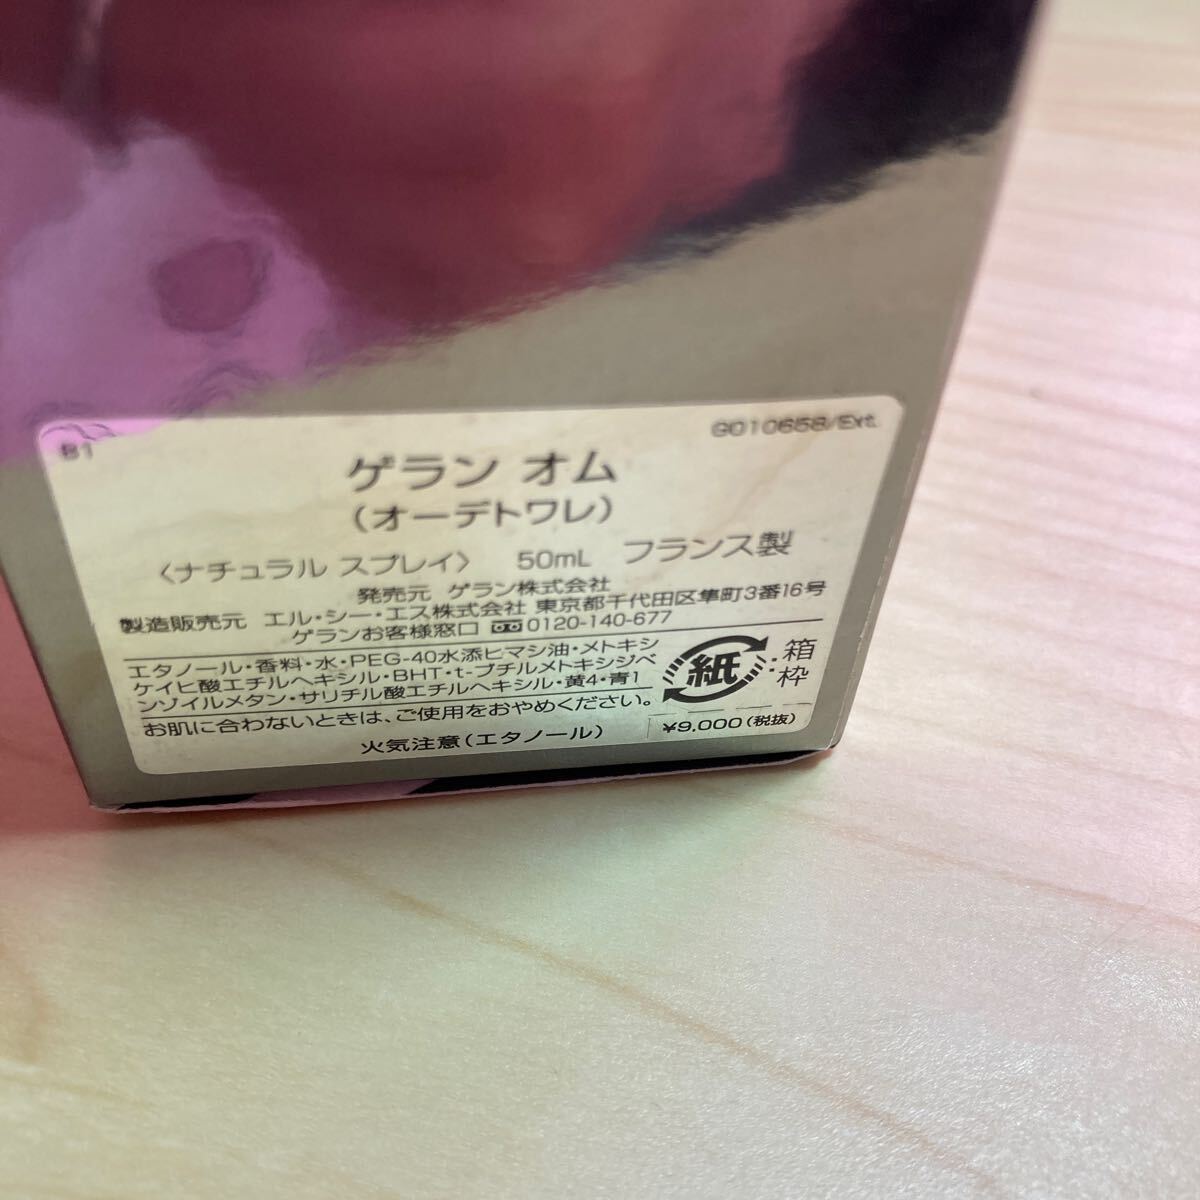 B1
G010658/Ext.
ゲラン オム
(オーデトワレ)
〈ナチュラル スプレイ〉 50mL フランス製
発売元 ゲラン株式会社
製造販売元 エル・シー・エス株式会社 東京都千代田区隼町3番16号
ゲランお客様窓口 0120-140-677
エタノール・香料・水・PEG-40水添ヒマシ油・メトキシ
ケイヒ酸エチルヘキシル・BHT・t-ブチルメトキシジベ
ンゾイルメタン・サリチル酸エチルヘキシル・黄4・青1
お肌に合わないときは、ご使用をおやめください。
火気注意(エタノール)
紙:箱
枠
¥9,000(税抜)